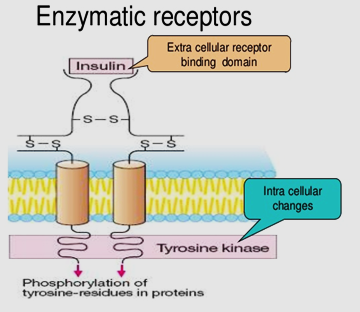 Enzymatic receptors
Extra cellular receptor
binding domain
Insulin
S-S
S-S
S-S
Intra cellular
changes
Tyrosine kinase
Phosphorylation of
tyrosine-residues in proteins